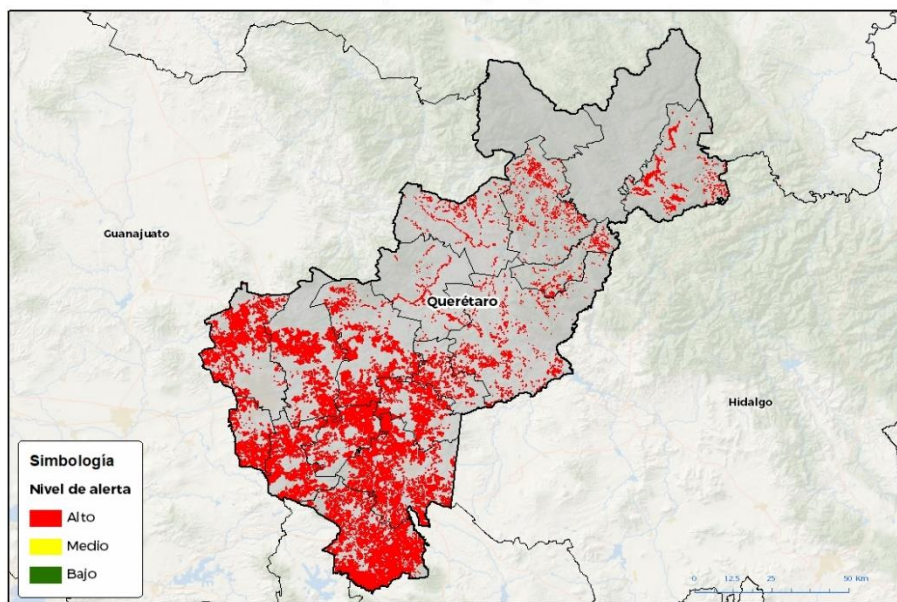 Guanajuato
Querétaro
Hidalgo
Simbología
Nivel de alerta
Alto
Medio
Bajo
0 12.5 25 50 Km